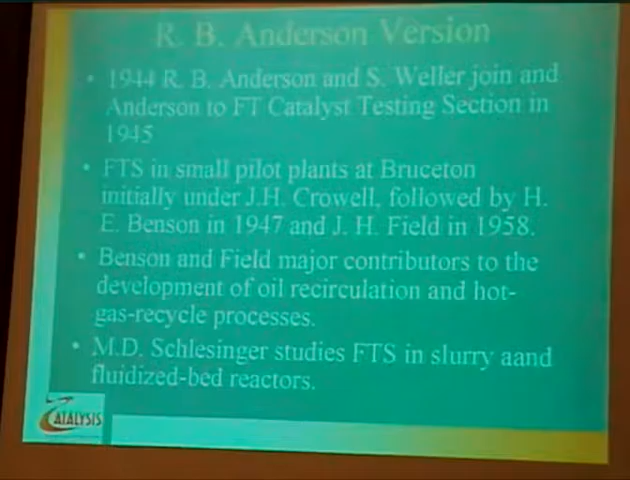 R. B. Anderson Version
• 1944 R. B. Anderson and S. Weller join and
Anderson to FT Catalyst Testing Section in
1945
• FTS in small pilot plants at Bruceton
initially under J.H. Crowell, followed by H.
E. Benson in 1947 and J. H. Field in 1958.
• Benson and Field major contributors to the
development of oil recirculation and hot-
gas-recycle processes.
• M.D. Schlesinger studies FTS in slurry aand
fluidized-bed reactors.
CATALYSIS